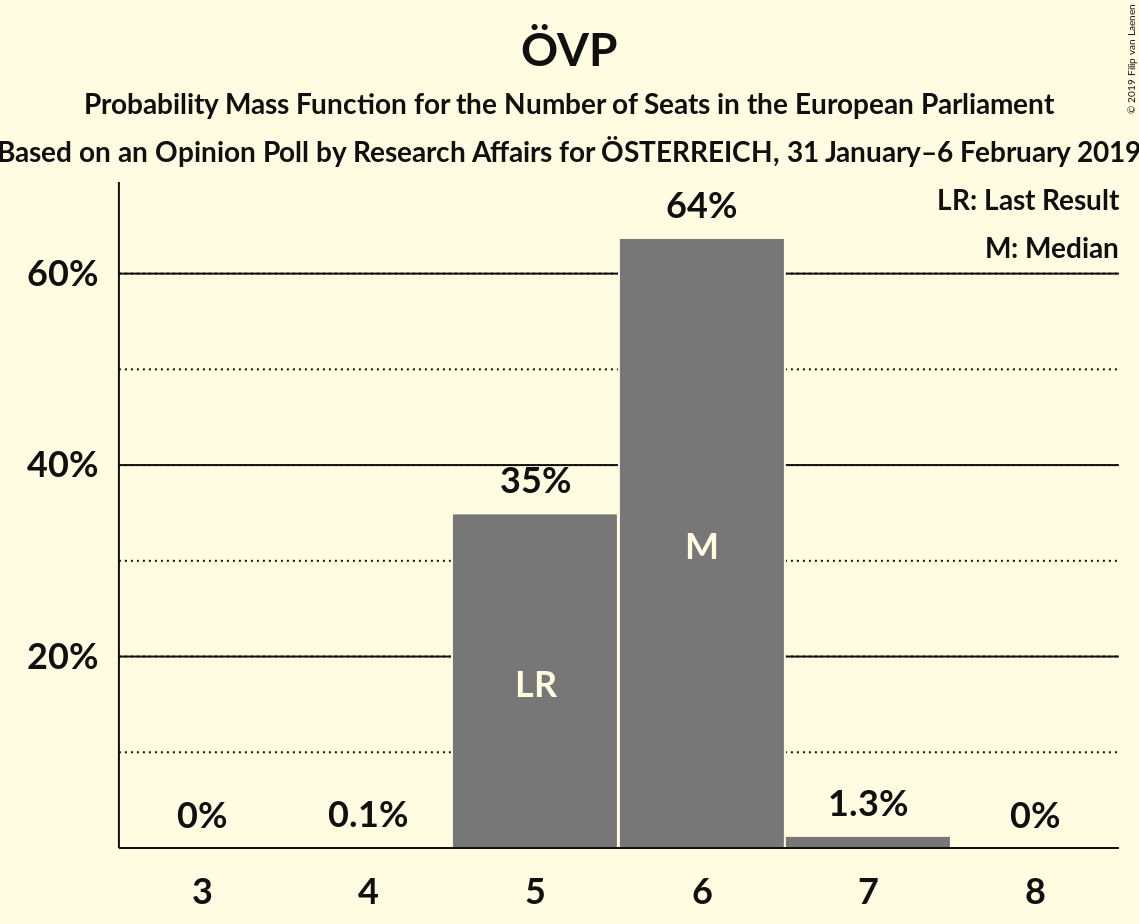 ÖVP
Probability Mass Function for the Number of Seats in the European Parliament
Based on an Opinion Poll by Research Affairs for ÖSTERREICH, 31 January–6 February 2019
© 2019 Filip van Laenen
LR: Last Result
M: Median
60%
40%
20%
0%
0.1%
35%
64%
1.3%
0%
LR
M
3
4
5
6
7
8